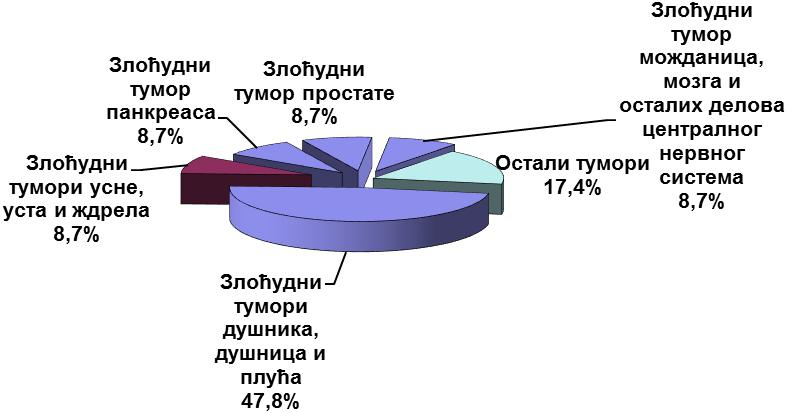 Злоћудни
тумор
панкреаса
8,7%
Злоћудни
тумор простате
8,7%
Злоћудни
тумор
можданица,
мозга и
осталих делова
централног
нервног
система
8,7%
Остали тумори
17,4%
Злоћудни
тумори усне,
уста и ждрела
8,7%
Злоћудни
тумори
душника,
душница и
плућа
47,8%